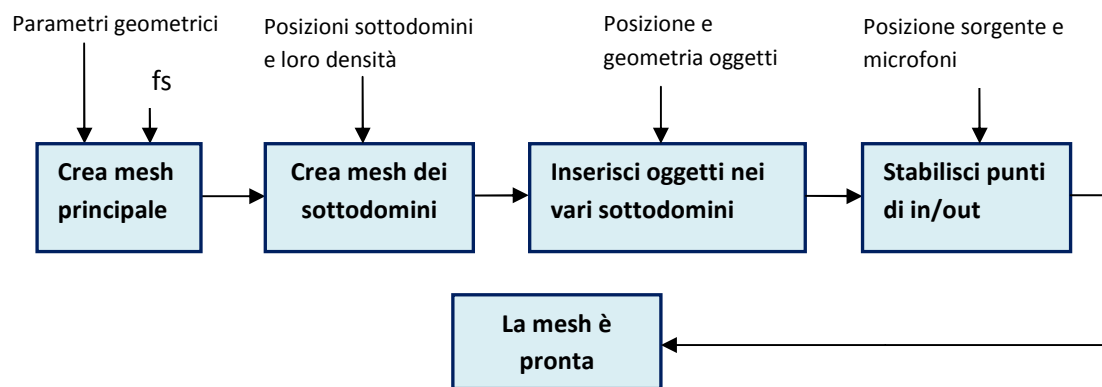 Parametri geometrici
fs
Posizioni sottodomini
e loro densità
Posizione e
geometria oggetti
Posizione sorgente e
microfoni
Crea mesh
principale
Crea mesh dei
sottodomini
Inserisci oggetti nei
vari sottodomini
Stabilisci punti
di in/out
La mesh è
pronta